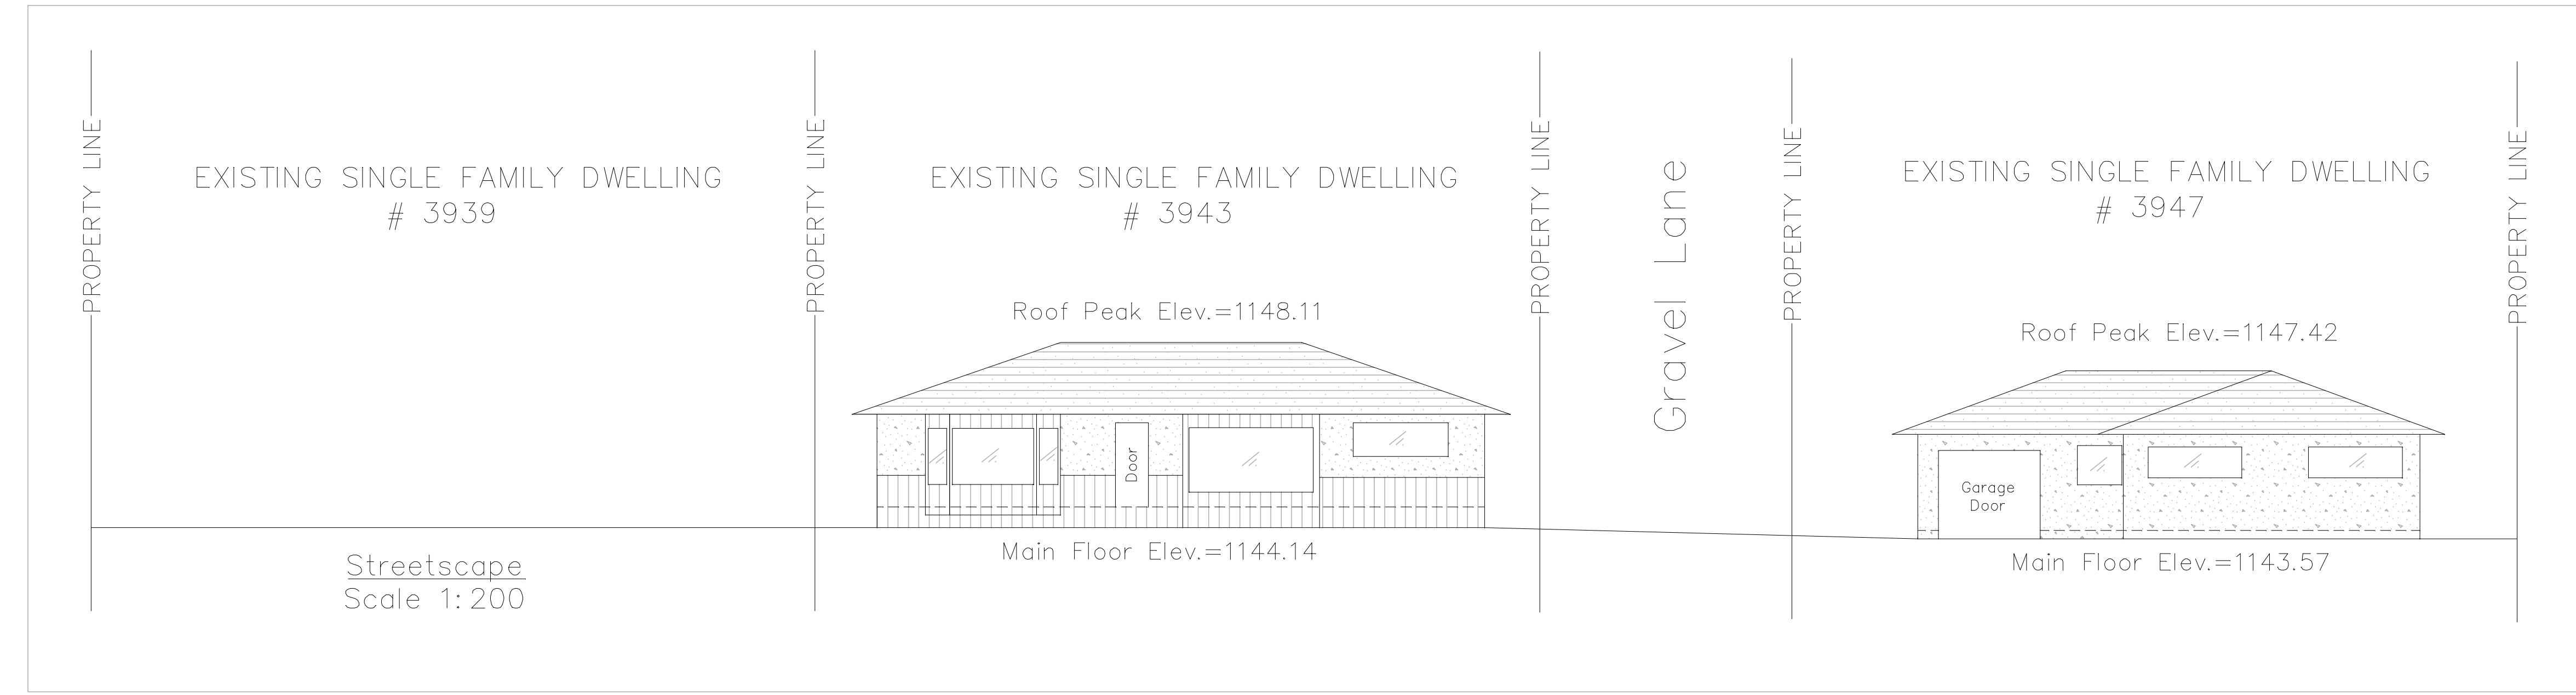 PROPERTY LINE
EXISTING SINGLE FAMILY DWELLING
# 3939
Streetscape
Scale 1:200
PROPERTY LINE
EXISTING SINGLE FAMILY DWELLING
# 3943
Roof Peak Elev.=1148.11
Door
Main Floor Elev.=1144.14
PROPERTY LINE
Gravel Lane
PROPERTY LINE
EXISTING SINGLE FAMILY DWELLING
# 3947
Roof Peak Elev.=1147.42
Garage
Door
Main Floor Elev.=1143.57
PROPERTY LINE